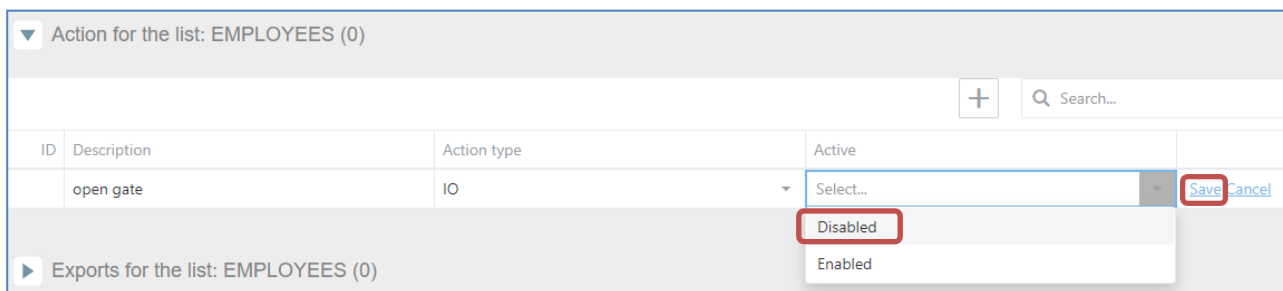 Action for the list: EMPLOYEES (0)
Search...
ID Description Action type Active
open gate IO Select... Save Cancel
Disabled
Enabled
Exports for the list: EMPLOYEES (0)